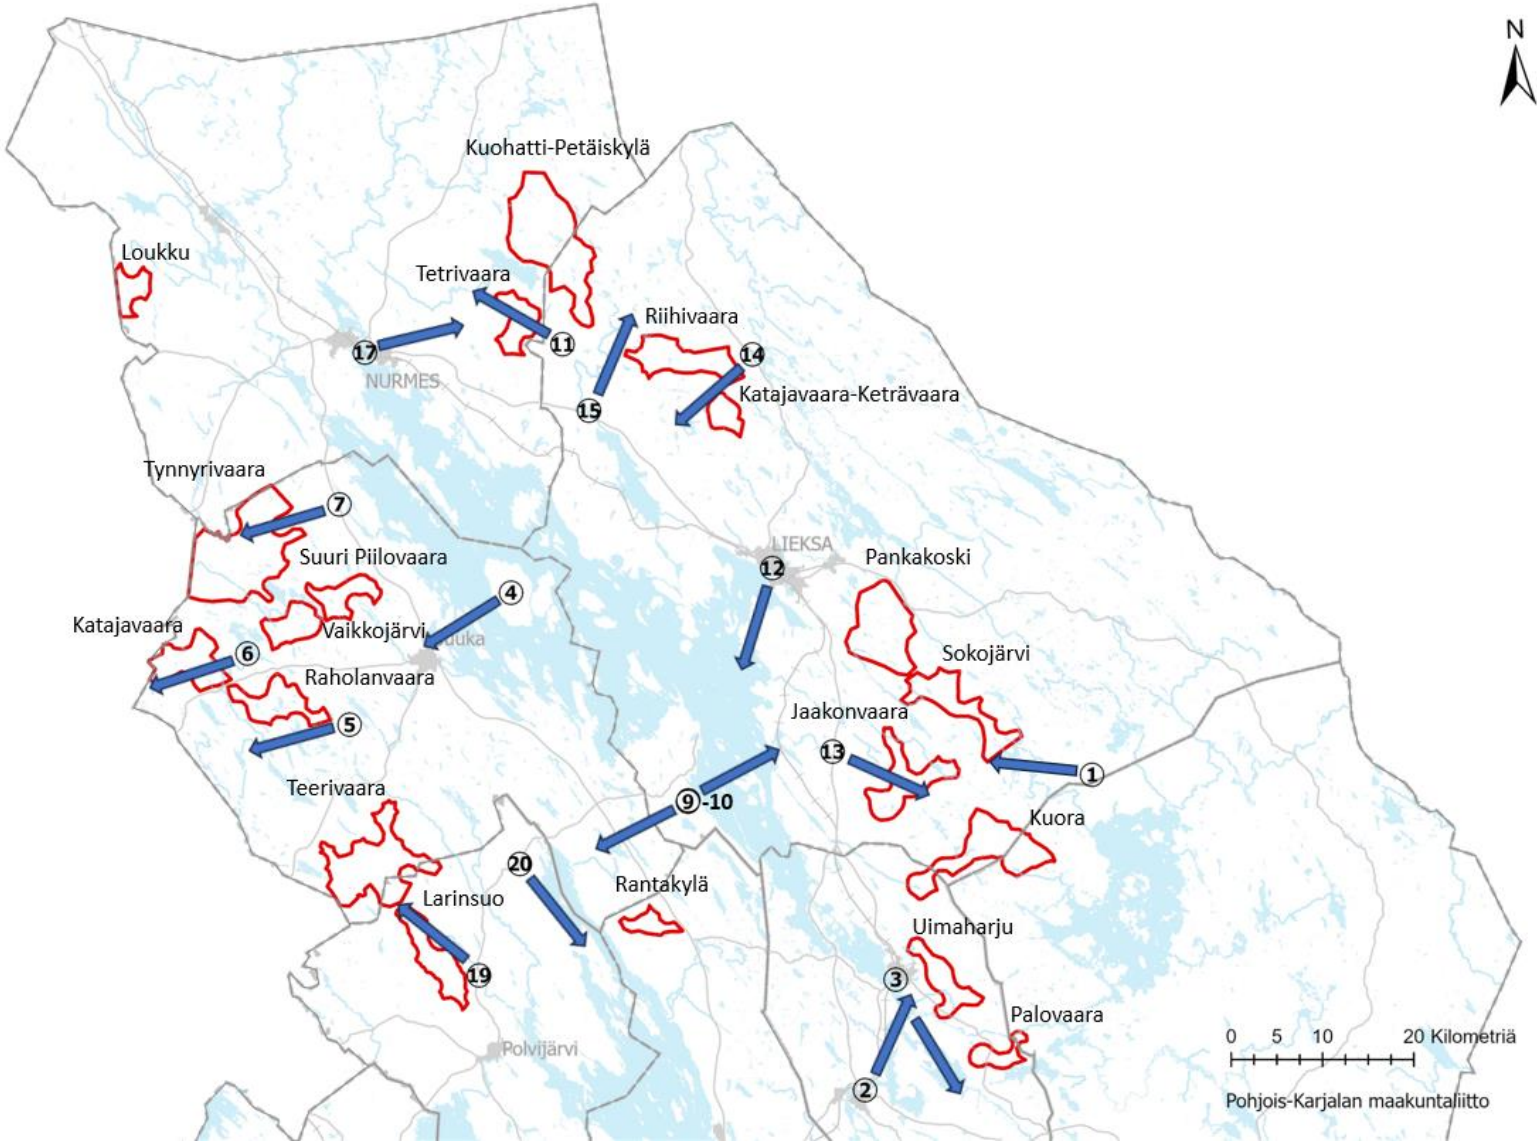 N
Kuohatti-Petäiskylä
Loukku
Tetrivaara
Riihivaara
17
11
14
NURMES
Katajavaara-Keträvaara
15
Tynnyrivaara
7
LIEKSA
Suuri Piilovaara
Pankakoski
12
4
Katajavaara
Vaikkojärvi
6
Sokojärvi
Raholanvaara
Jaakonvaara
5
13
1
Teerivaara
9-10
Kuora
20
Rantakylä
Larinsuo
Uimaharju
19
3
Palovaara
0 5 10 20 Kilometriä
Polvijärvi
2
Pohjois-Karjalan maakuntaliitto